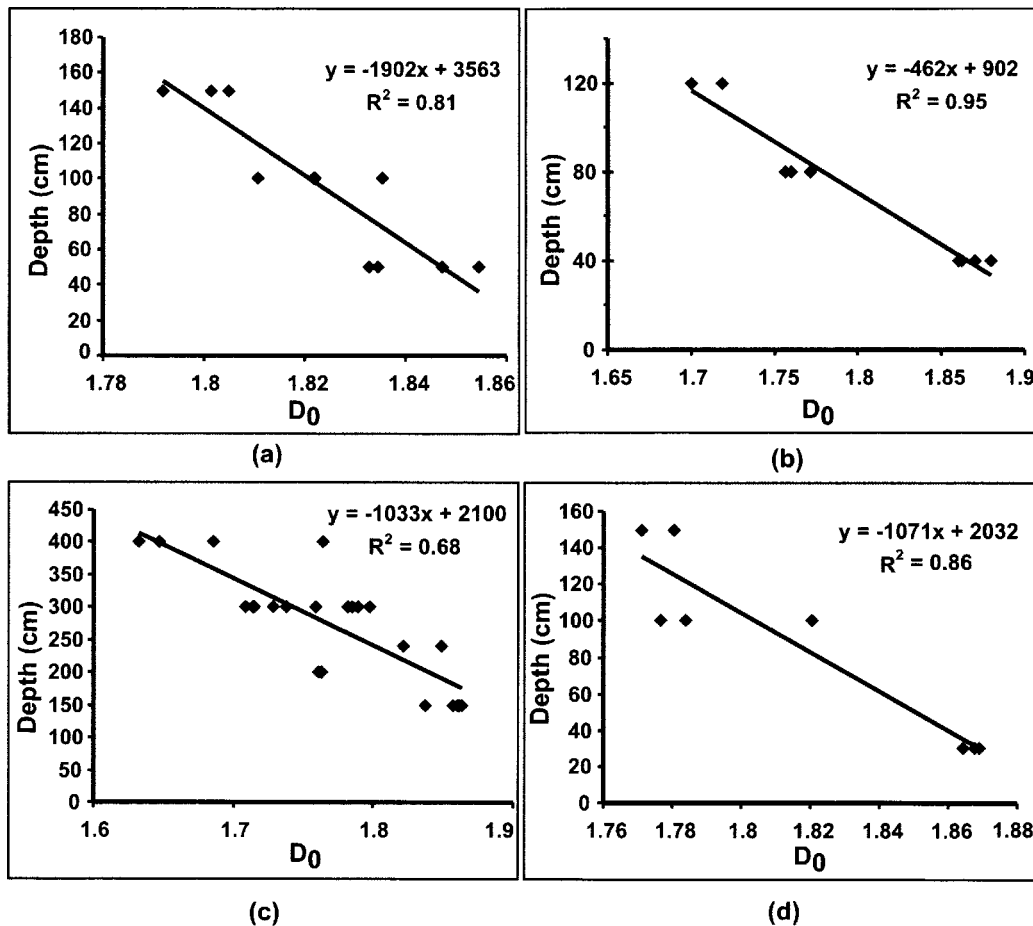 180
160
140
120
100
80
60
40
20
0
Depth (cm)
y = -1902x + 3563
R² = 0.81
1.78 1.8 1.82 1.84 1.86
D₀
(a)
120
80
40
0
Depth (cm)
y = -462x + 902
R² = 0.95
1.65 1.7 1.75 1.8 1.85 1.9
D₀
(b)
450
400
350
300
250
200
150
100
50
0
Depth (cm)
y = -1033x + 2100
R² = 0.68
1.6 1.7 1.8 1.9
D₀
(c)
160
140
120
100
80
60
40
20
0
Depth (cm)
y = -1071x + 2032
R² = 0.86
1.76 1.78 1.8 1.82 1.84 1.86 1.88
D₀
(d)